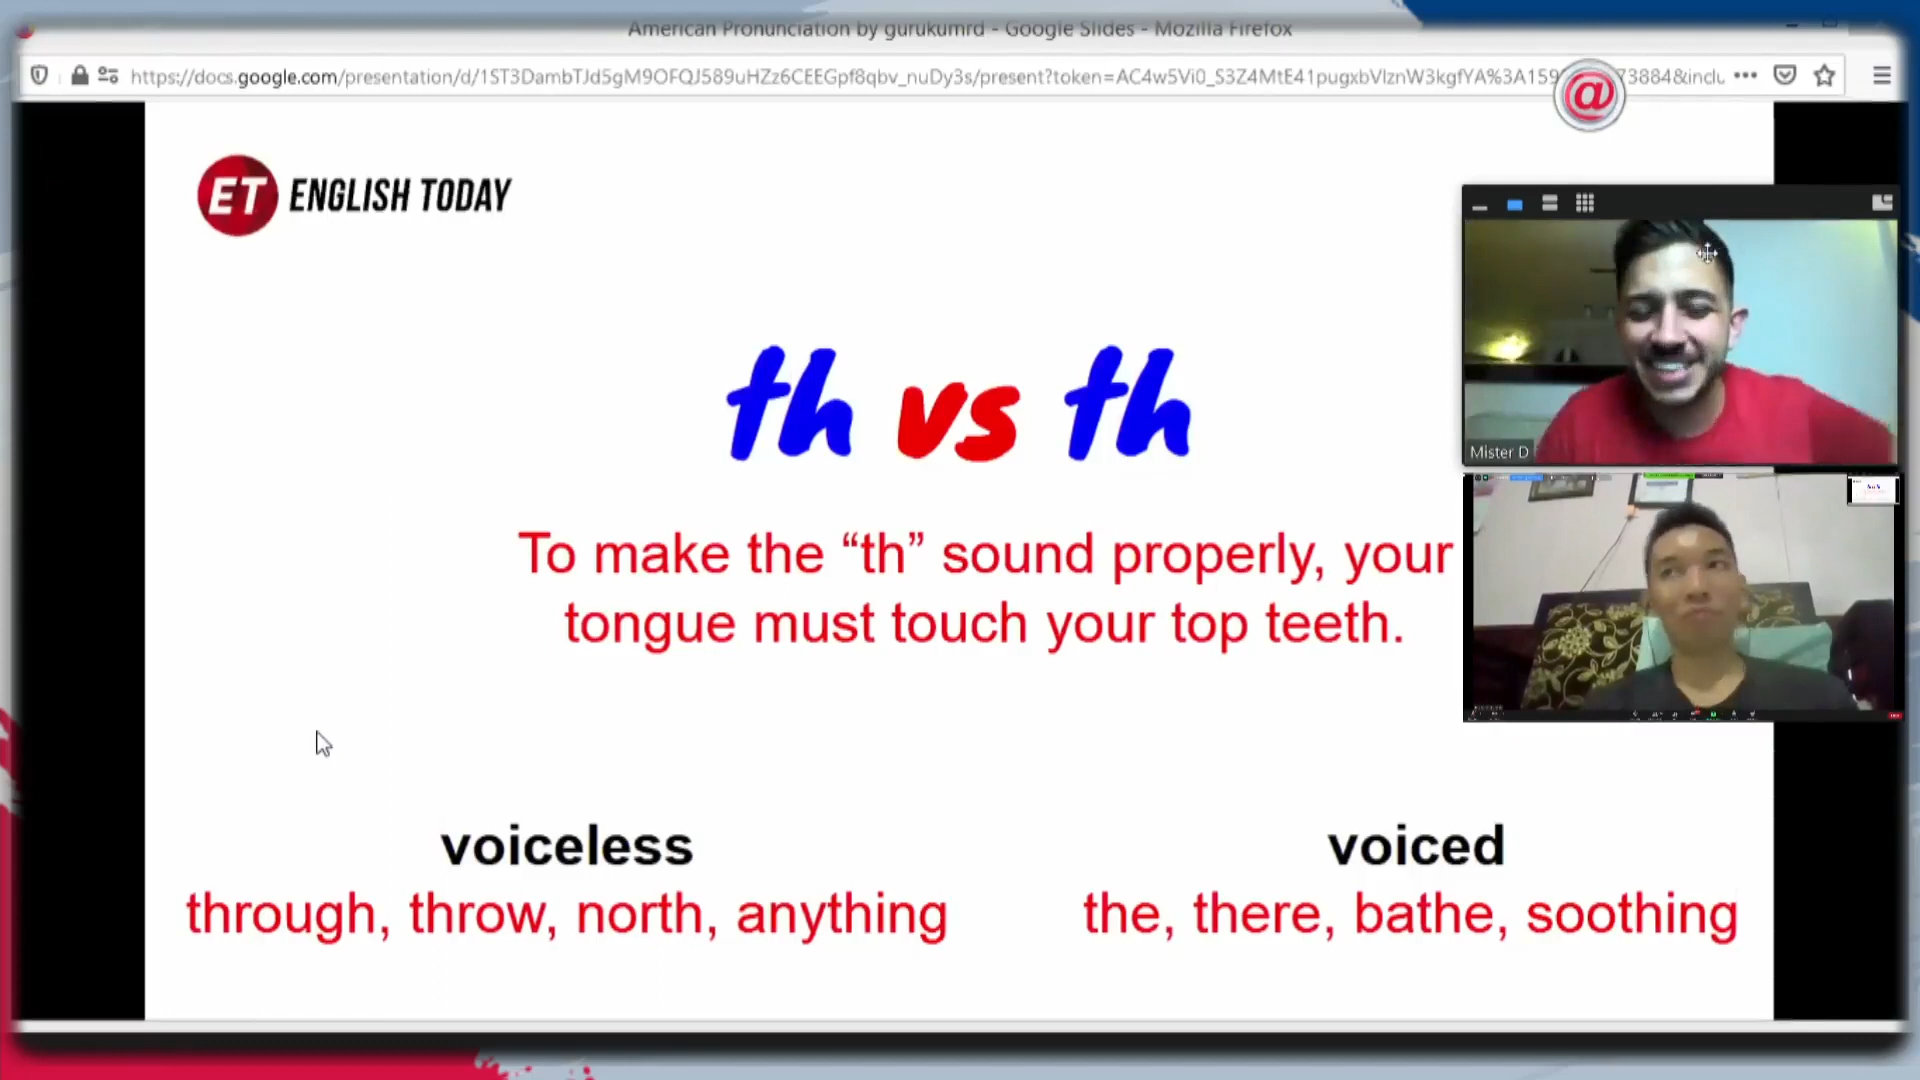 American Pronunciation by gurukumrd - Google Slides - Mozilla Firefox
https://docs.google.com/presentation/d/1ST3DambTJd5gM9OFQJ589uHZz6CEEGpf8qbv_nuDy3s/present?token=AC4w5Vi0_S3Z4MtE41pugxbVlznW3kgfYA%3A159 73884&inclu
@
ET ENGLISH TODAY
th vs th
Mister D
To make the “th” sound properly, your
tongue must touch your top teeth.
voiceless
through, throw, north, anything
voiced
the, there, bathe, soothing